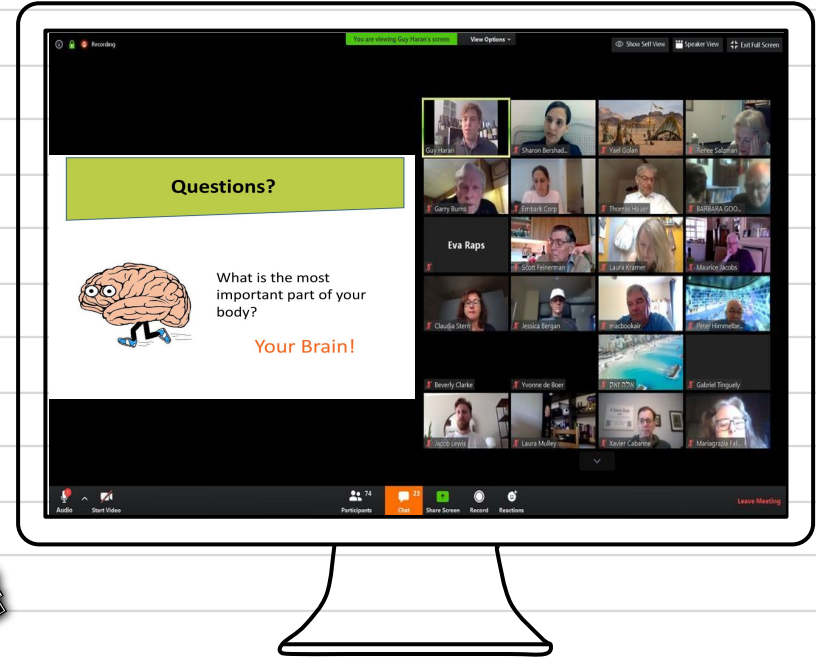 Recording
You are viewing Guy Haran's screen
View Options
Show Self View
Speaker View
Exit Full Screen
Questions?
What is the most
important part of your
body?
Your Brain!
Guy Haran
Sharon Bershad...
Yael Golan
Renee Salzman
Garry Burns
Embark Corp
Thomas Hauer
BARBARA GOO...
Eva Raps
Scott Feinerman
Laura Kramer
Maurice Jacobs
Claudia Stern
Jessica Bergan
macbookair
Peter Himmelbe...
Beverly Clarke
Yvonne de Boer
Gabriel Tinguely
Jacob Lewis
Laura Mulley
Xavier Cabanne
Mariagrazia Fal...
Audio
Start Video
74
Participants
23
Chat
Share Screen
Record
Reactions
Leave Meeting